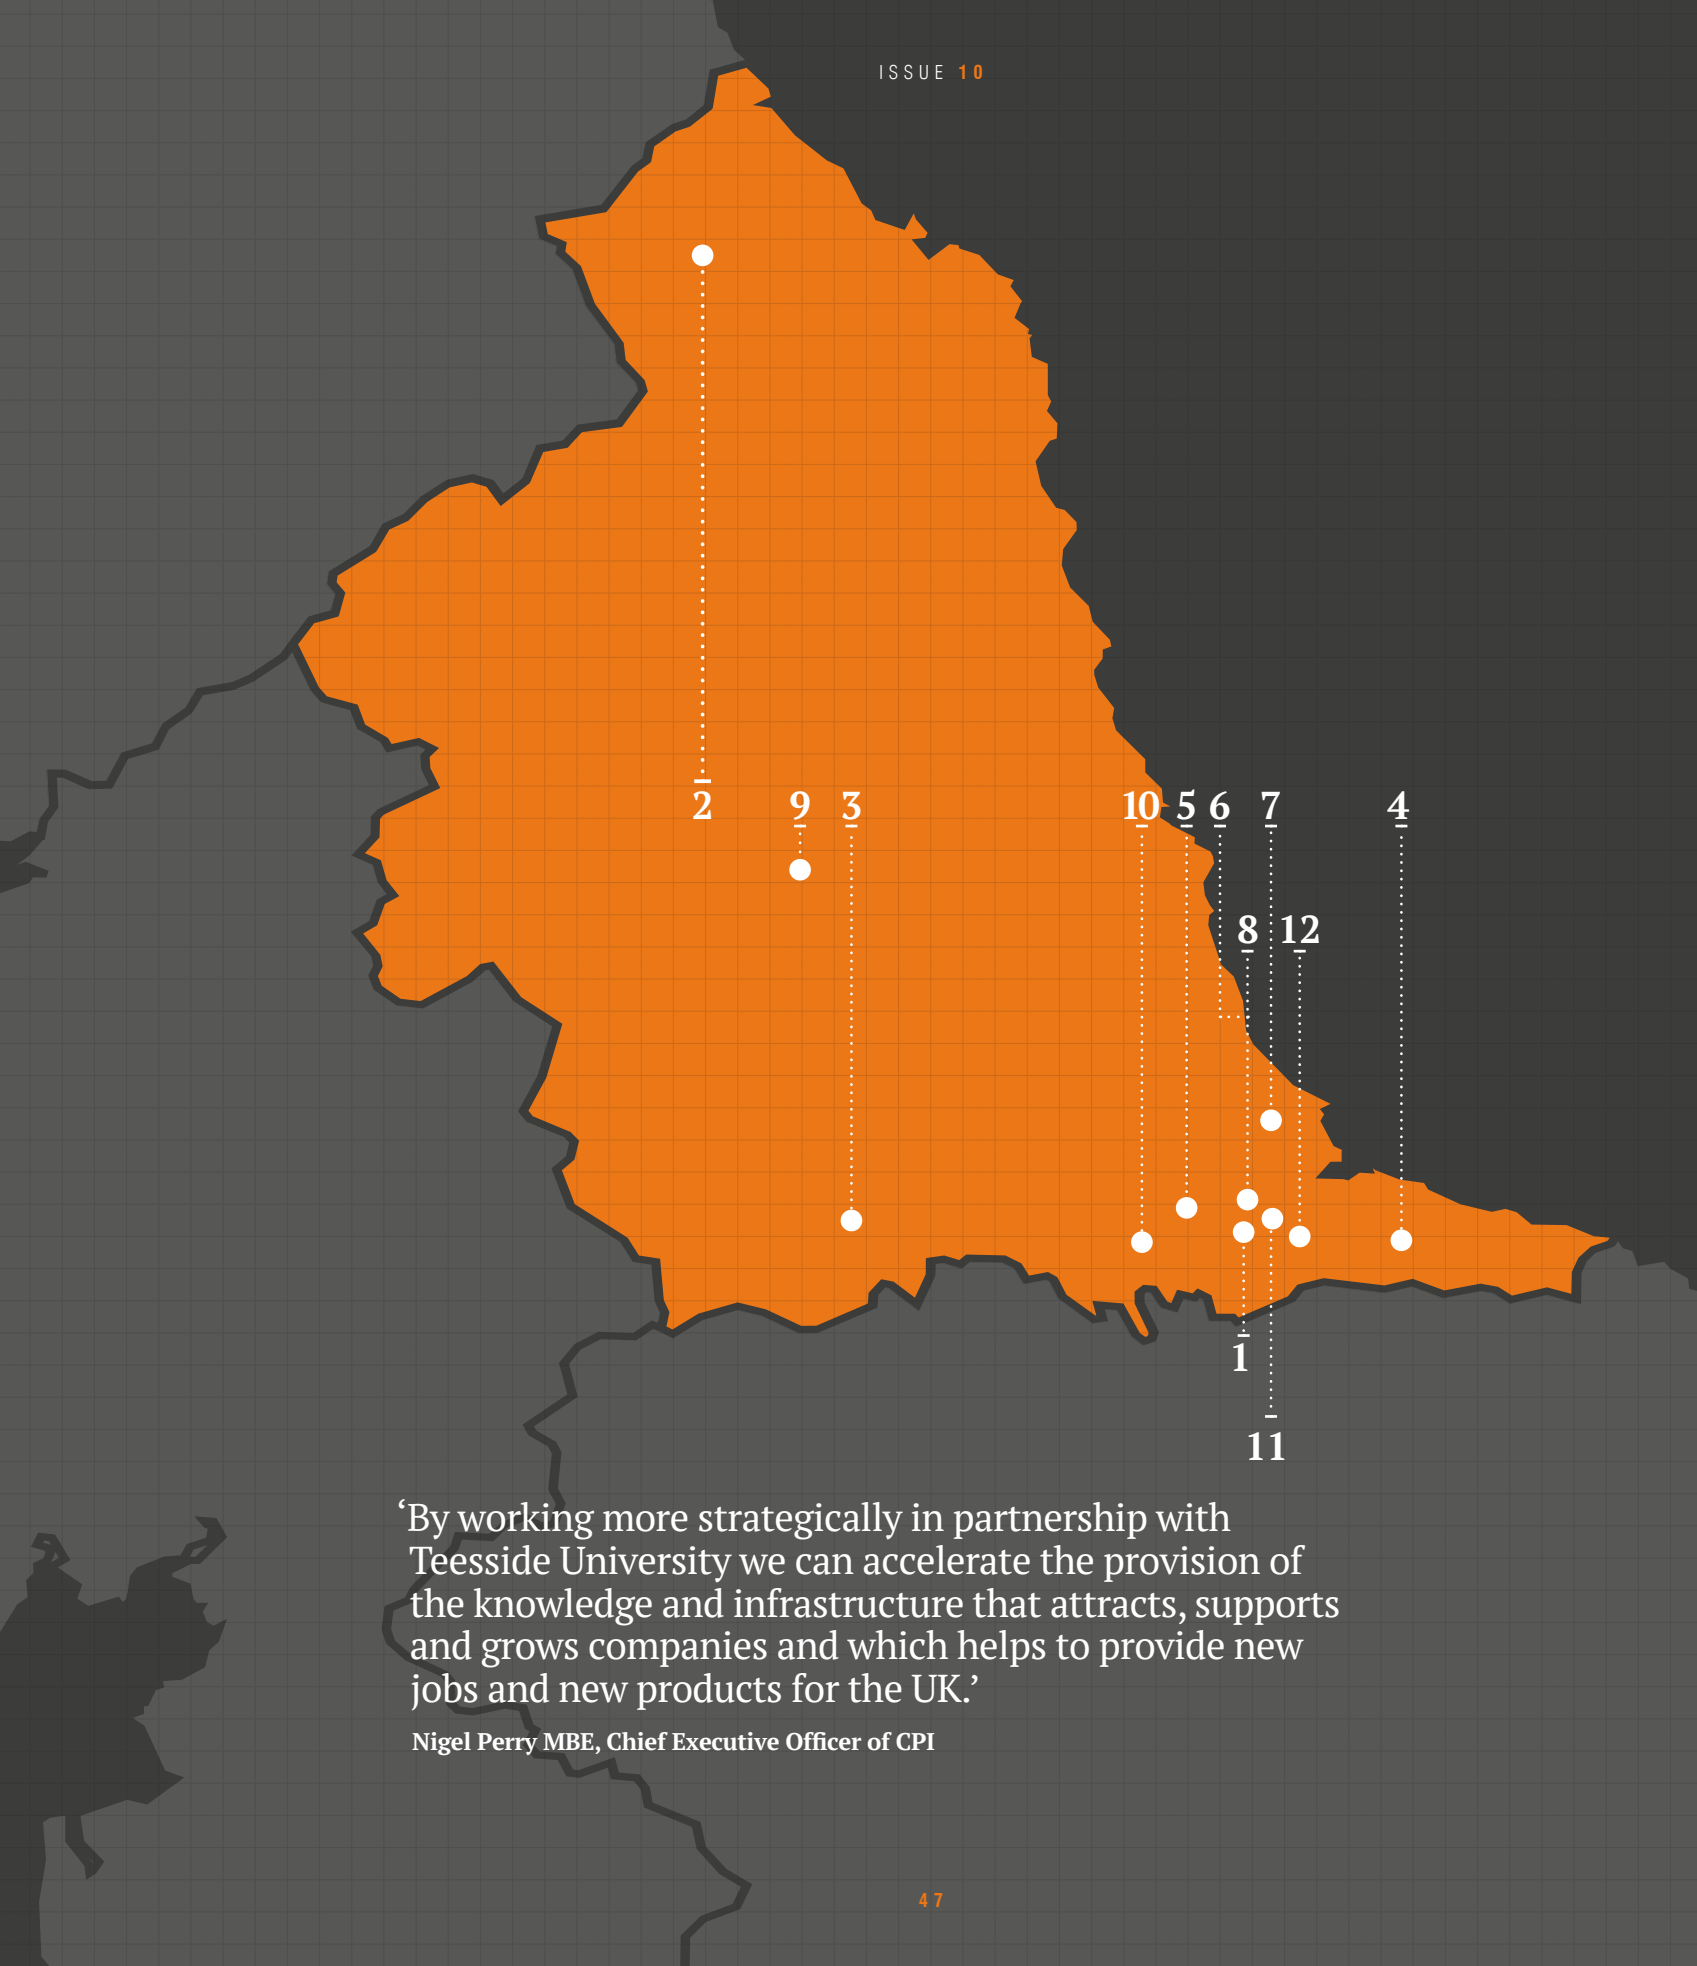 ISSUE 10
2 9 3 10 5 6 7 4
8 12
1
11
‘By working more strategically in partnership with
Teesside University we can accelerate the provision of
the knowledge and infrastructure that attracts, supports
and grows companies and which helps to provide new
jobs and new products for the UK.’
Nigel Perry MBE, Chief Executive Officer of CPI
47